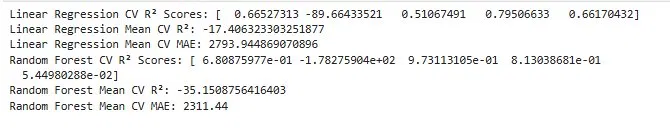 Linear Regression CV R² Scores: [  0.66527313 -89.66433521   0.51067491   0.79506633   0.66170432]
Linear Regression Mean CV R²: -17.406323303251877
Linear Regression Mean CV MAE: 2793.944869070896
Random Forest CV R² Scores: [ 6.80875977e-01 -1.78275904e+02  9.73113105e-01  8.13038681e-01
  5.44980288e-02]
Random Forest Mean CV R²: -35.1508756416403
Random Forest Mean CV MAE: 2311.44